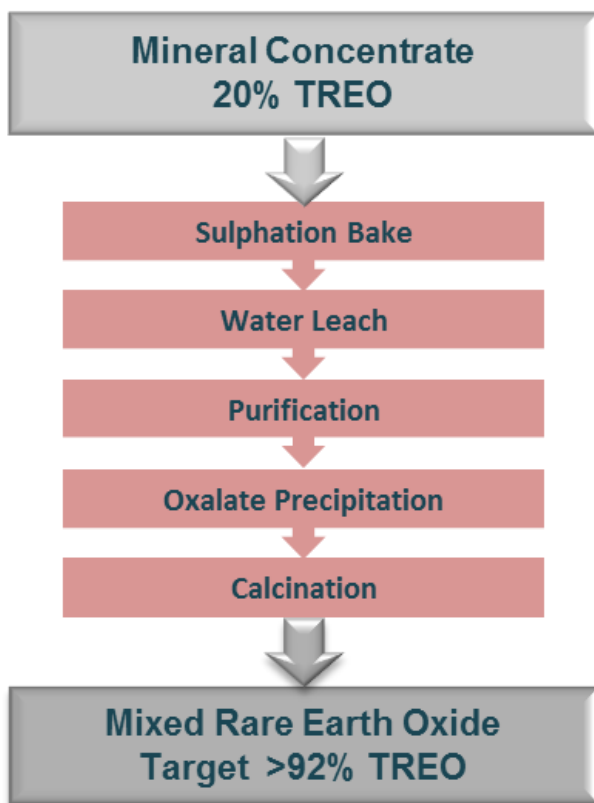 Mineral Concentrate
20% TREO
Sulphation Bake
Water Leach
Purification
Oxalate Precipitation
Calcination
Mixed Rare Earth Oxide
Target >92% TREO